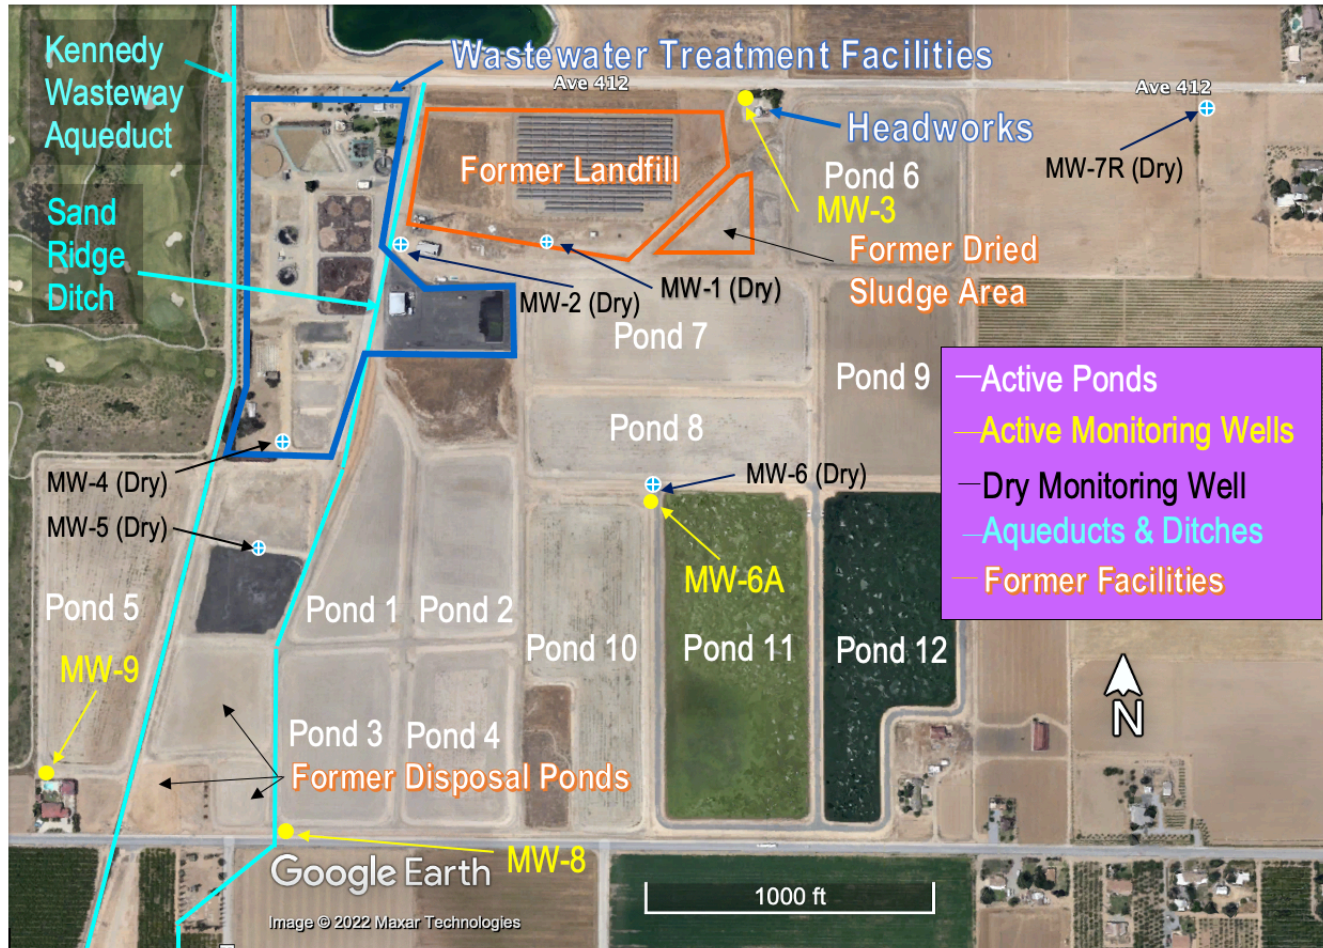 Kennedy
Wasteway
Aqueduct
Wastewater Treatment Facilities
Ave 412
Ave 412
Headworks
MW-7R (Dry)
Former Landfill
Pond 6
MW-3
Sand
Ridge
Ditch
Former Dried
Sludge Area
MW-2 (Dry)
MW-1 (Dry)
Pond 7
Pond 9
Active Ponds
Active Monitoring Wells
Dry Monitoring Well
Aqueducts & Ditches
Former Facilities
Pond 8
MW-4 (Dry)
MW-6 (Dry)
MW-5 (Dry)
MW-6A
Pond 5
Pond 1
Pond 2
Pond 10
Pond 11
Pond 12
MW-9
N
Pond 3
Pond 4
Former Disposal Ponds
MW-8
Google Earth
1000 ft
Image © 2022 Maxar Technologies